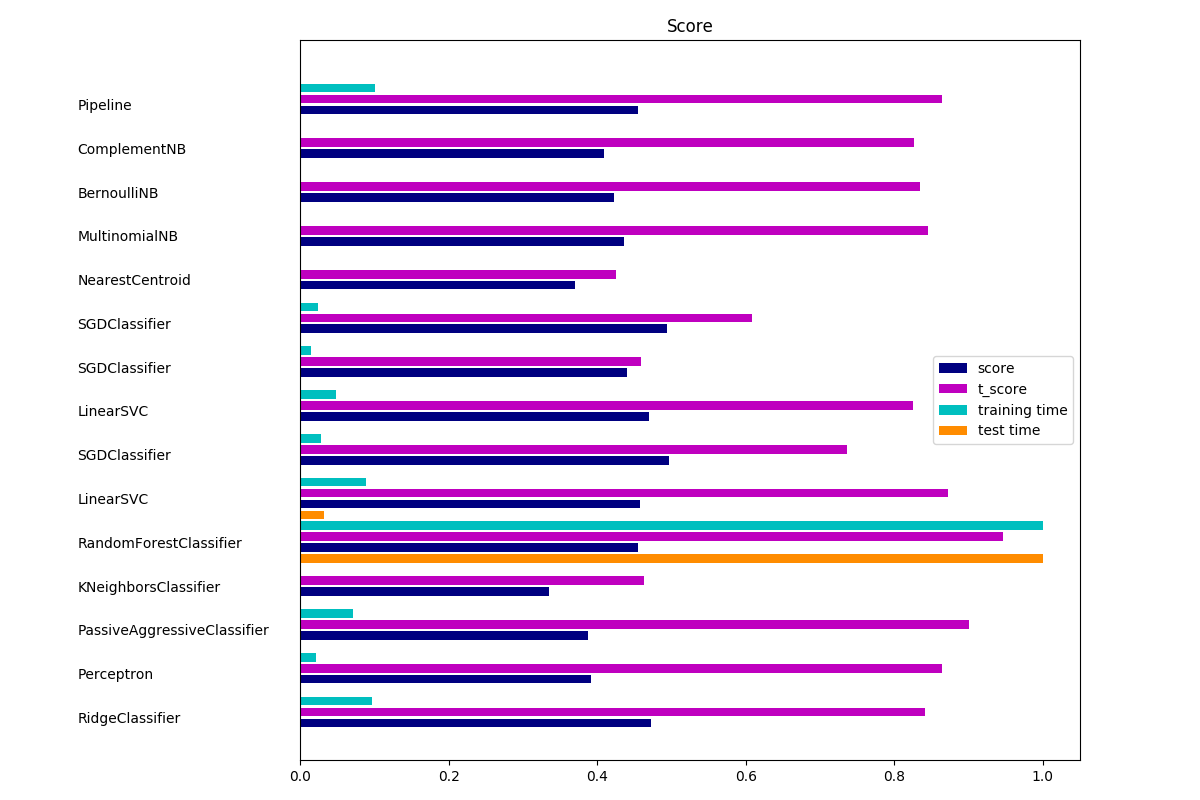 Score
Pipeline
ComplementNB
BernoulliNB
MultinomialNB
NearestCentroid
SGDClassifier
SGDClassifier
LinearSVC
SGDClassifier
LinearSVC
RandomForestClassifier
KNeighborsClassifier
PassiveAggressiveClassifier
Perceptron
RidgeClassifier
score
t_score
training time
test time
0.0 0.2 0.4 0.6 0.8 1.0